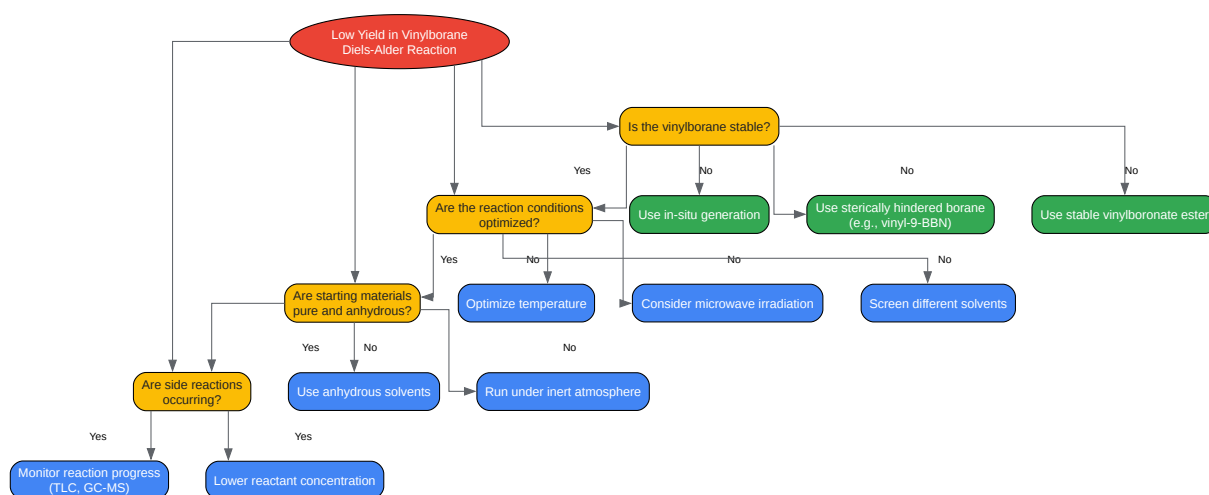 Low Yield in Vinylborane
Diels-Alder Reaction
Is the vinylborane stable?
Yes
No
No
No
Are the reaction conditions
optimized?
Use in-situ generation
Use sterically hindered borane
(e.g., vinyl-9-BBN)
Use stable vinylboronate ester
Yes
No
No
No
Are starting materials
pure and anhydrous?
Optimize temperature
Consider microwave irradiation
Screen different solvents
Yes
No
No
Are side reactions
occurring?
Use anhydrous solvents
Run under inert atmosphere
Yes
Yes
Monitor reaction progress
(TLC, GC-MS)
Lower reactant concentration